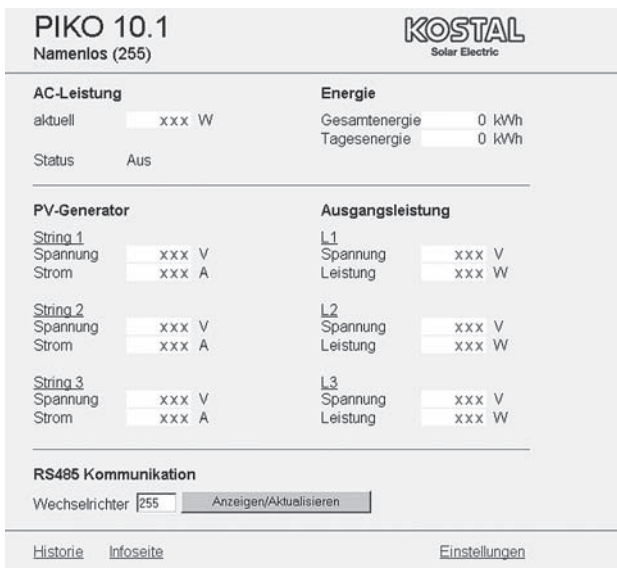 PIKO 10.1
Namenlos (255)
KOSTAL
Solar Electric
AC-Leistung
aktuell xxx W
Status Aus
Energie
Gesamtenergie 0 kWh
Tagesenergie 0 kWh
PV-Generator
String 1
Spannung xxx V
Strom xxx A
String 2
Spannung xxx V
Strom xxx A
String 3
Spannung xxx V
Strom xxx A
Ausgangsleistung
L1
Spannung xxx V
Leistung xxx W
L2
Spannung xxx V
Leistung xxx W
L3
Spannung xxx V
Leistung xxx W
RS485 Kommunikation
Wechselrichter 255 Anzeigen/Aktualisieren
Historie Infoseite Einstellungen